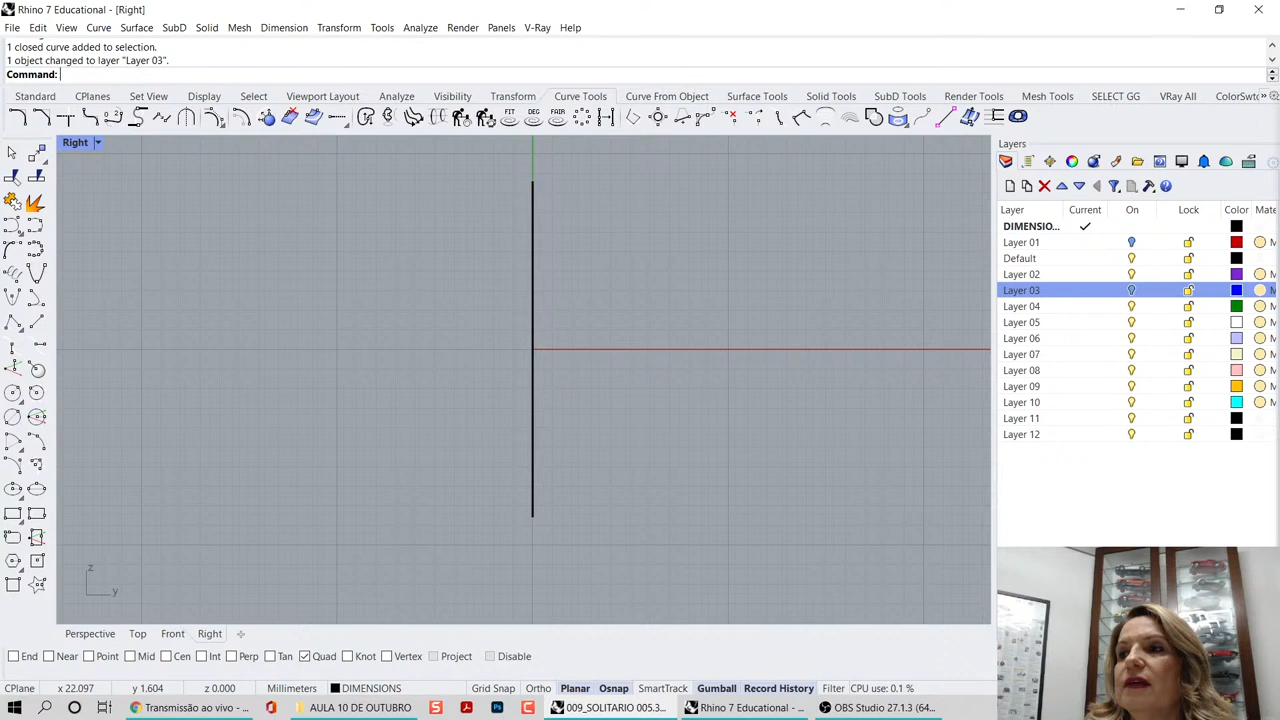 Rhino 7 Educational - [Right]
File Edit View Curve Surface SubD Solid Mesh Dimension Transform Tools Analyze Render Panels V-Ray Help
1 closed curve added to selection.
1 object changed to layer "Layer 03".
Command:
Standard CPlanes Set View Display Select Viewport Layout Analyze Visibility Transform Curve Tools Curve From Object Surface Tools Solid Tools SubD Tools Render Tools Mesh Tools SELECT GG VRay All ColorSwtc
FIT DEG
Right
Layers
Layer Current On Lock Color Mate
DIMENSIO...
Layer 01
Default
Layer 02
Layer 03
Layer 04
Layer 05
Layer 06
Layer 07
Layer 08
Layer 09
Layer 10
Layer 11
Layer 12
z
y
Perspective Top Front Right
End Near Point Mid Cen Int Perp Tan Quad Knot Vertex Project Disable
CPlane x 22.097 y 1.604 z 0.000 Millimeters DIMENSIONS Grid Snap Ortho Planar Osnap SmartTrack Gumball Record History Filter CPU use: 0.1 %
Transmissão ao vivo - ... AULA 10 DE OUTUBRO 009_SOLITARIO 005.3... Rhino 7 Educational - ... OBS Studio 27.1.3 (64...